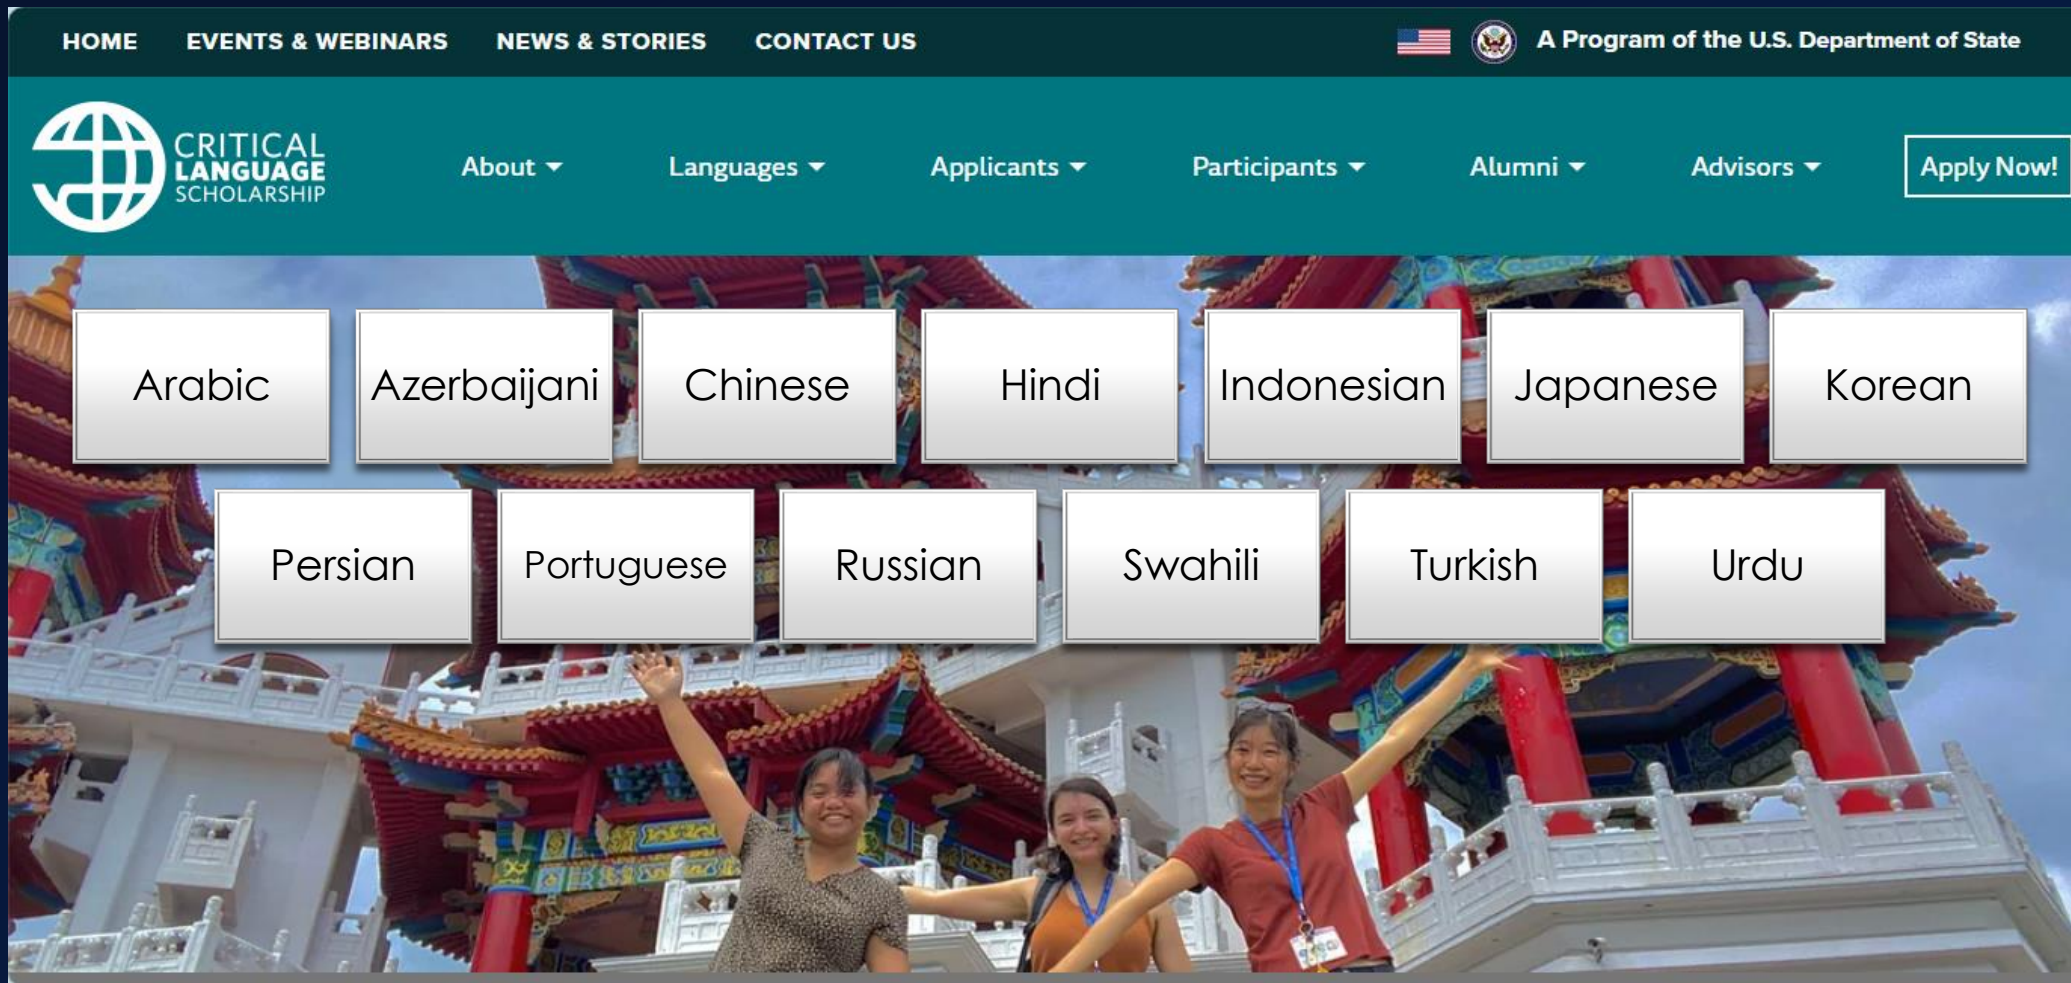 HOME EVENTS & WEBINARS NEWS & STORIES CONTACT US A Program of the U.S. Department of State
CRITICAL
LANGUAGE
SCHOLARSHIP
About Languages Applicants Participants Alumni Advisors Apply Now!
Arabic Azerbaijani Chinese Hindi Indonesian Japanese Korean
Persian Portuguese Russian Swahili Turkish Urdu